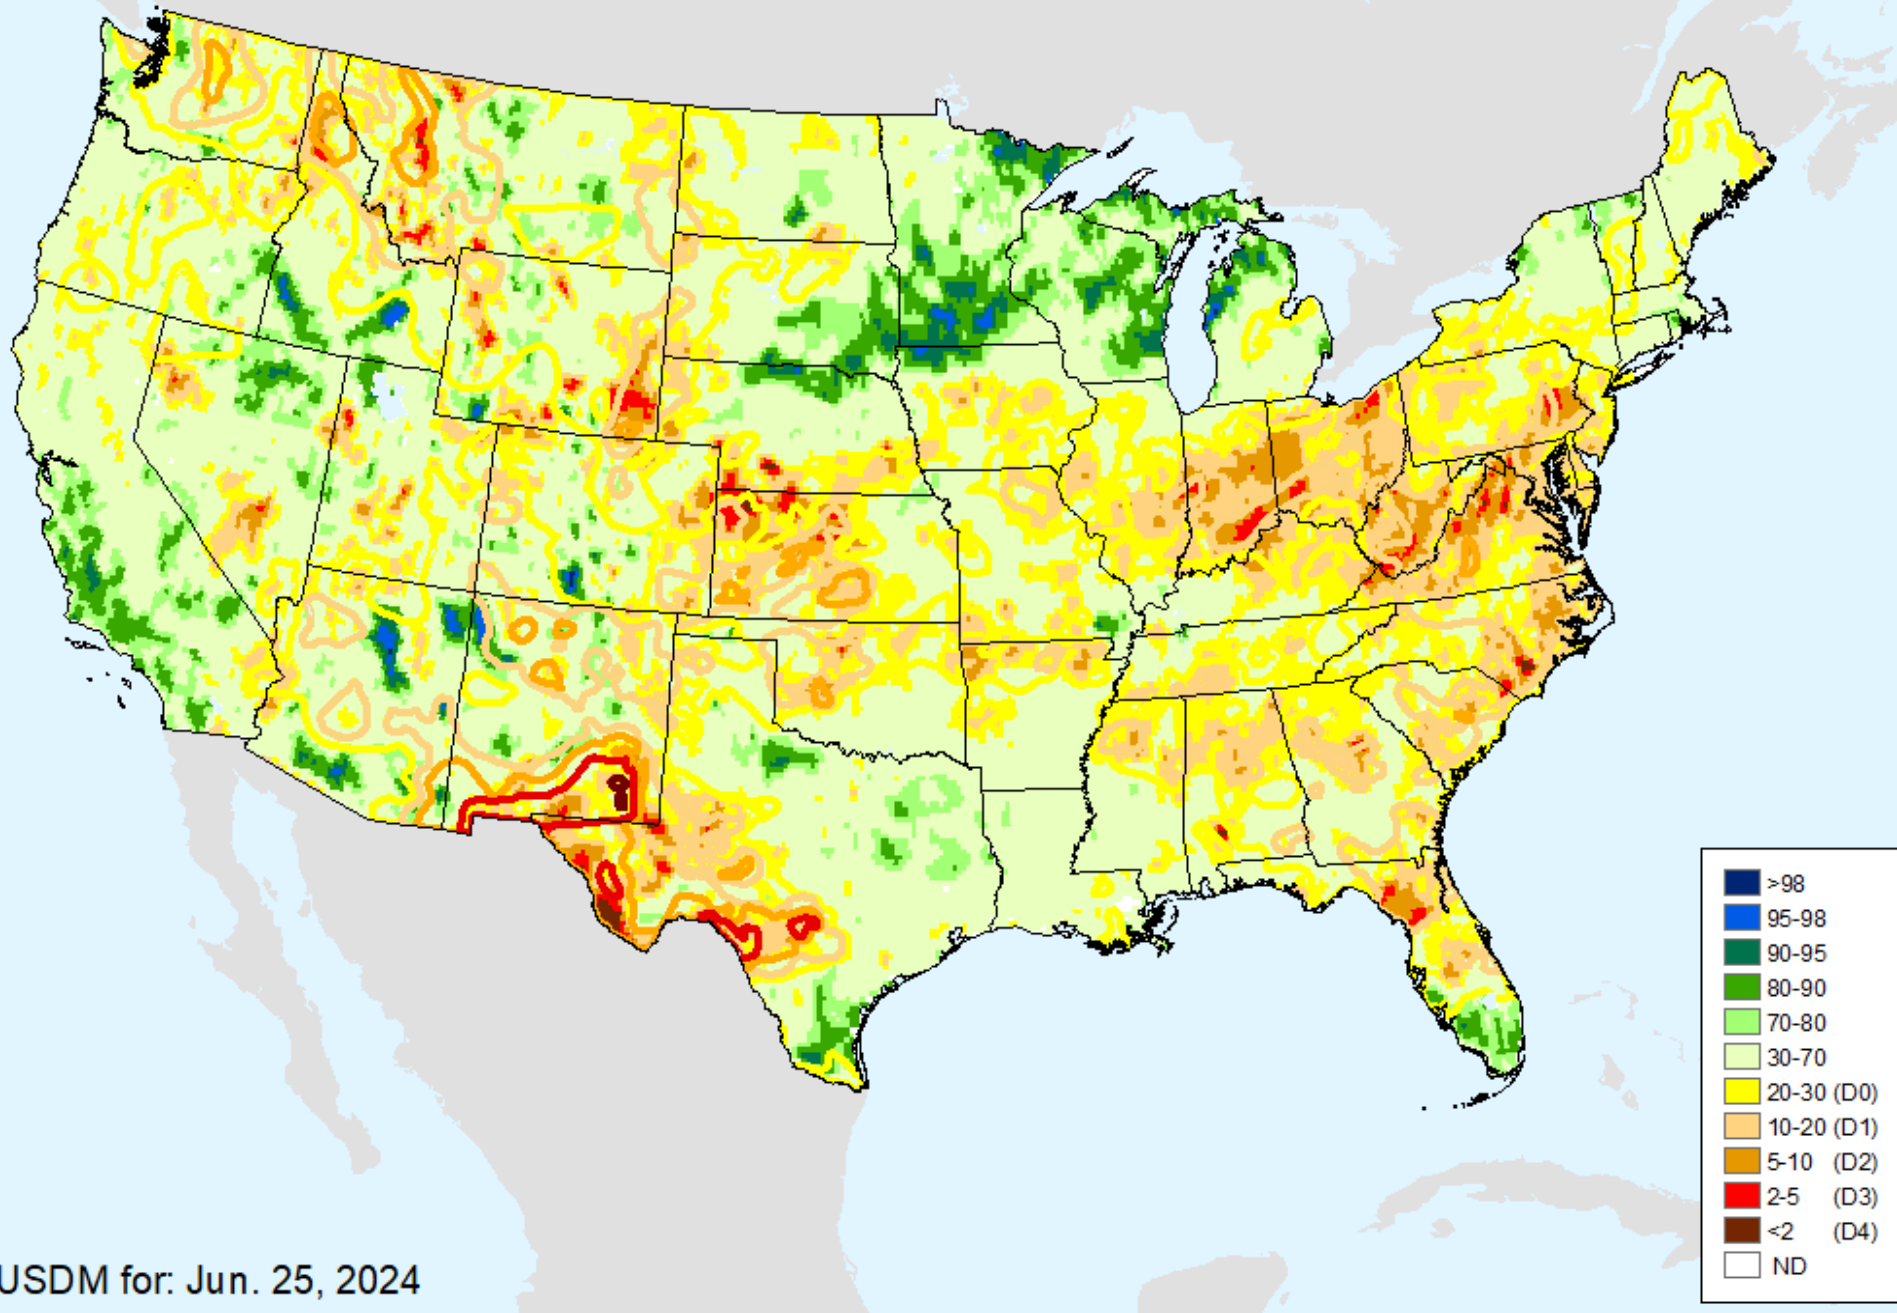 >98
95-98
90-95
80-90
70-80
30-70
20-30 (D0)
10-20 (D1)
5-10 (D2)
2-5 (D3)
<2 (D4)
ND
USDM for: Jun. 25, 2024